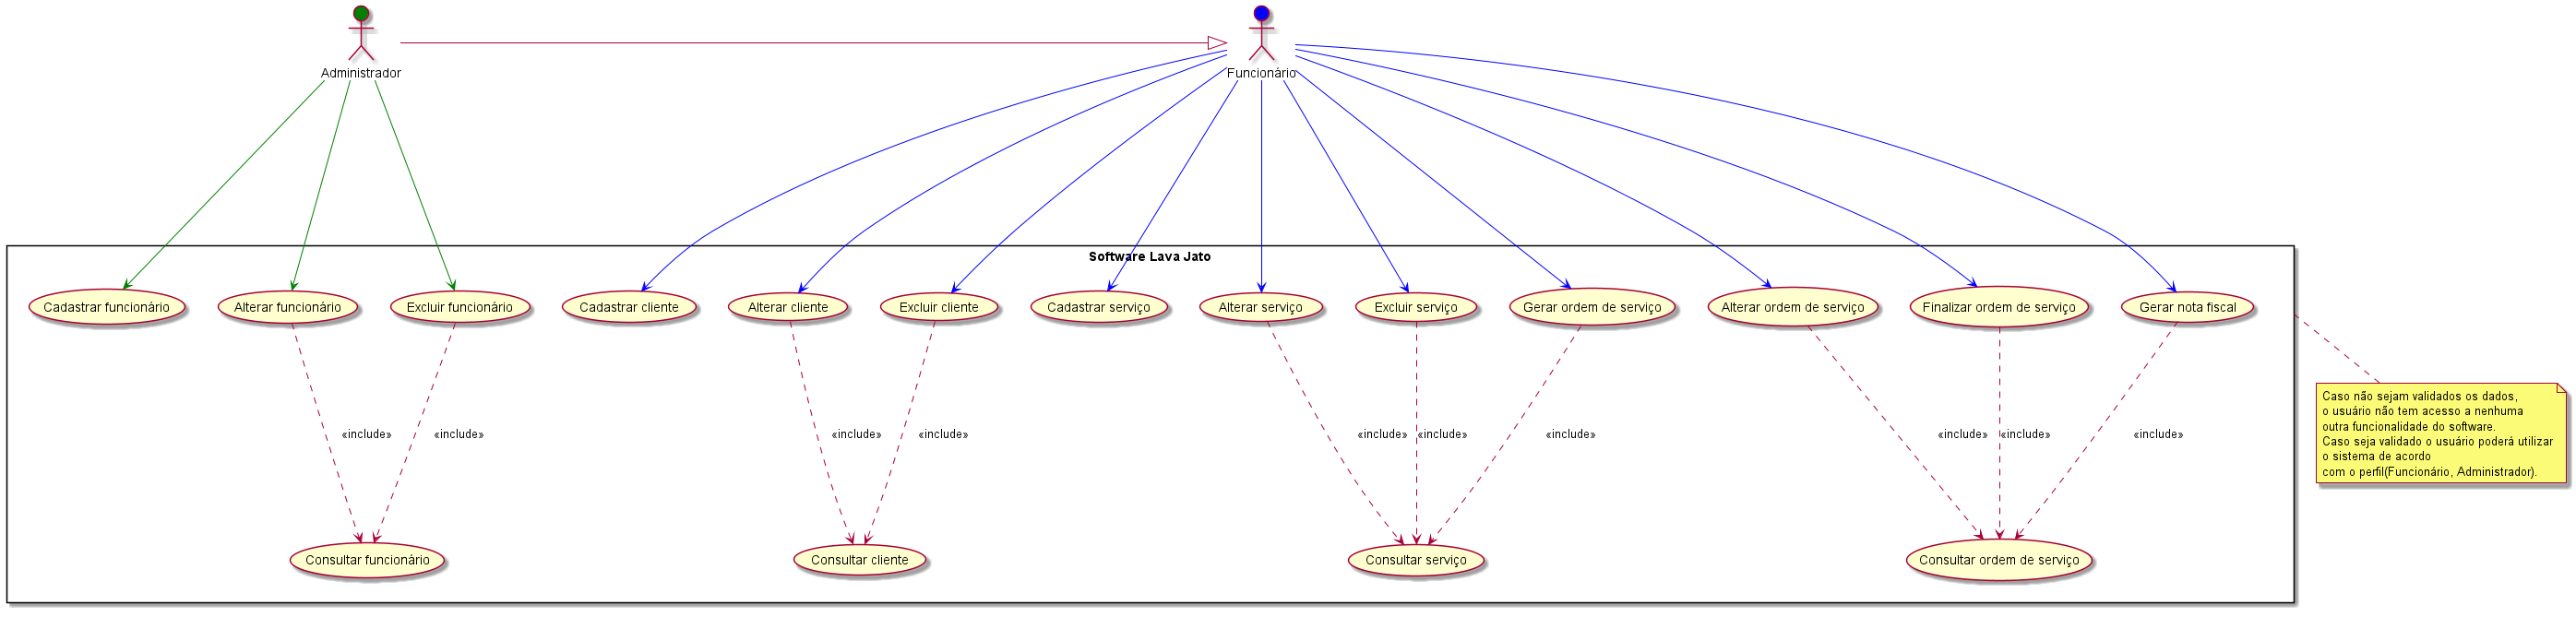 Administrador
Funcionário
Software Lava Jato
Cadastrar funcionário
Alterar funcionário
Excluir funcionário
Cadastrar cliente
Alterar cliente
Excluir cliente
Cadastrar serviço
Alterar serviço
Excluir serviço
Gerar ordem de serviço
Alterar ordem de serviço
Finalizar ordem de serviço
Gerar nota fiscal
Caso não sejam validados os dados,
o usuário não tem acesso a nenhuma
outra funcionalidade do software.
Caso seja validado o usuário poderá utilizar
o sistema de acordo
com o perfil(Funcionário, Administrador).
«include»
«include»
«include»
«include»
«include»
«include»
«include»
«include»
«include»
«include»
Consultar funcionário
Consultar cliente
Consultar serviço
Consultar ordem de serviço